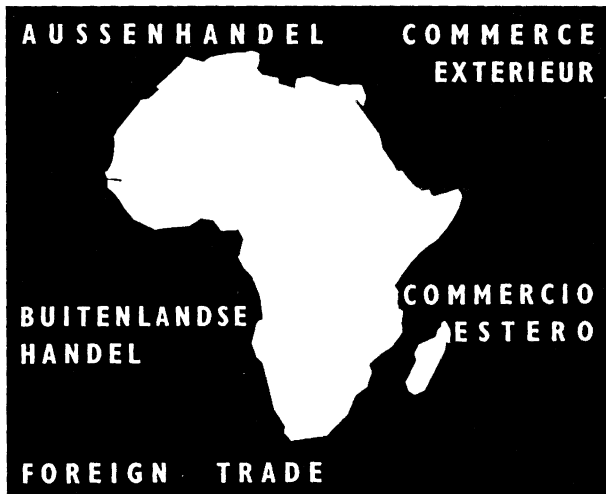 AUSSENHANDEL
COMMERCE
EXTERIEUR
BUITENLANDSE
HANDEL
COMMERCIO
ESTERO
FOREIGN TRADE